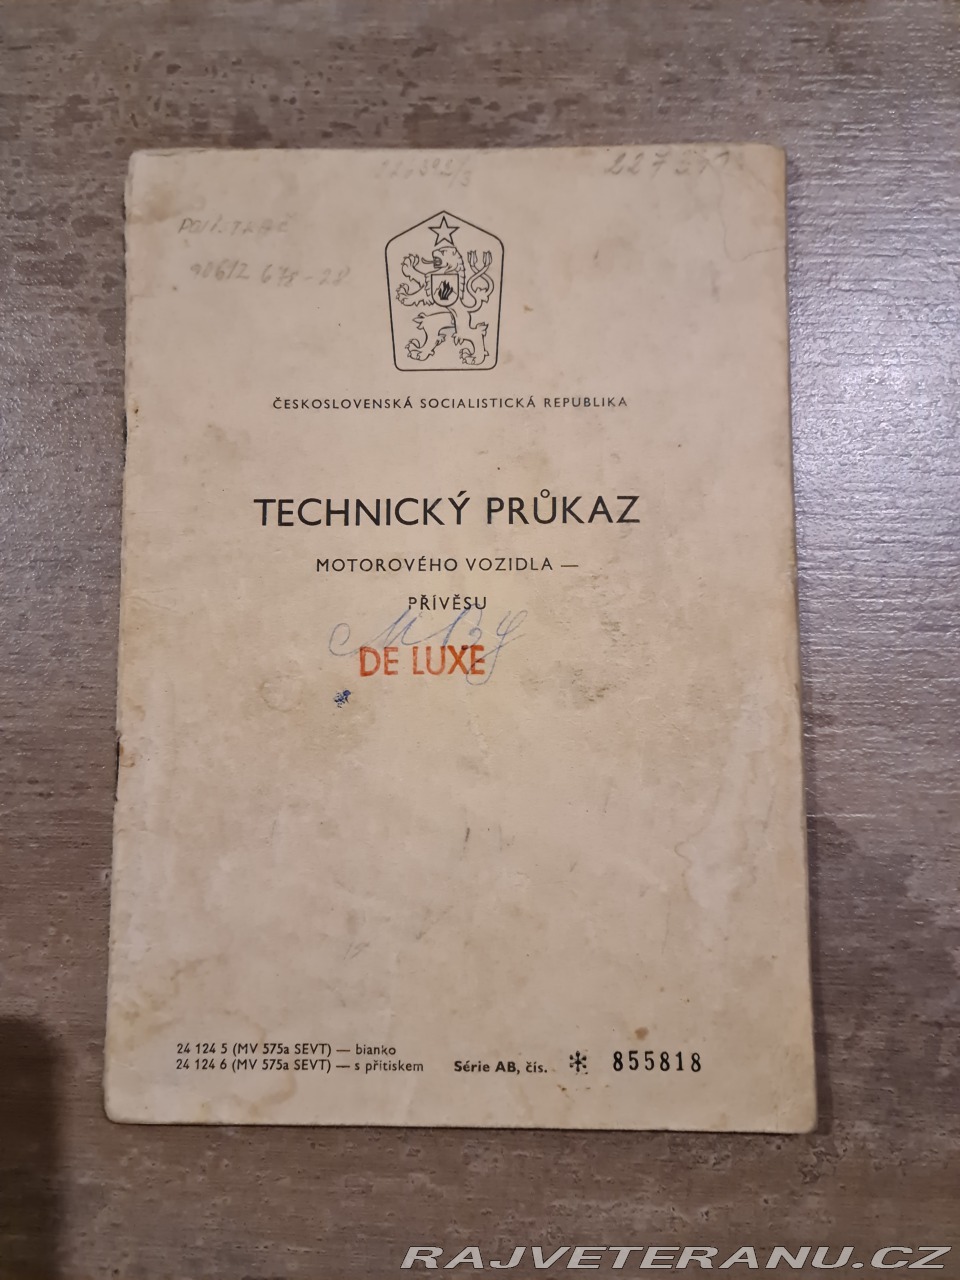 ČESKOSLOVENSKÁ SOCIALISTICKÁ REPUBLIKA
TECHNICKÝ PRŮKAZ
MOTOROVÉHO VOZIDLA —
PŘÍVĚSU
DE LUXE
24 124 5 (MV 575a SEVT) — bianko
24 124 6 (MV 575a SEVT) — s přitiskem
Série AB, čís. ✻ 855818
RAJVETERANU.CZ